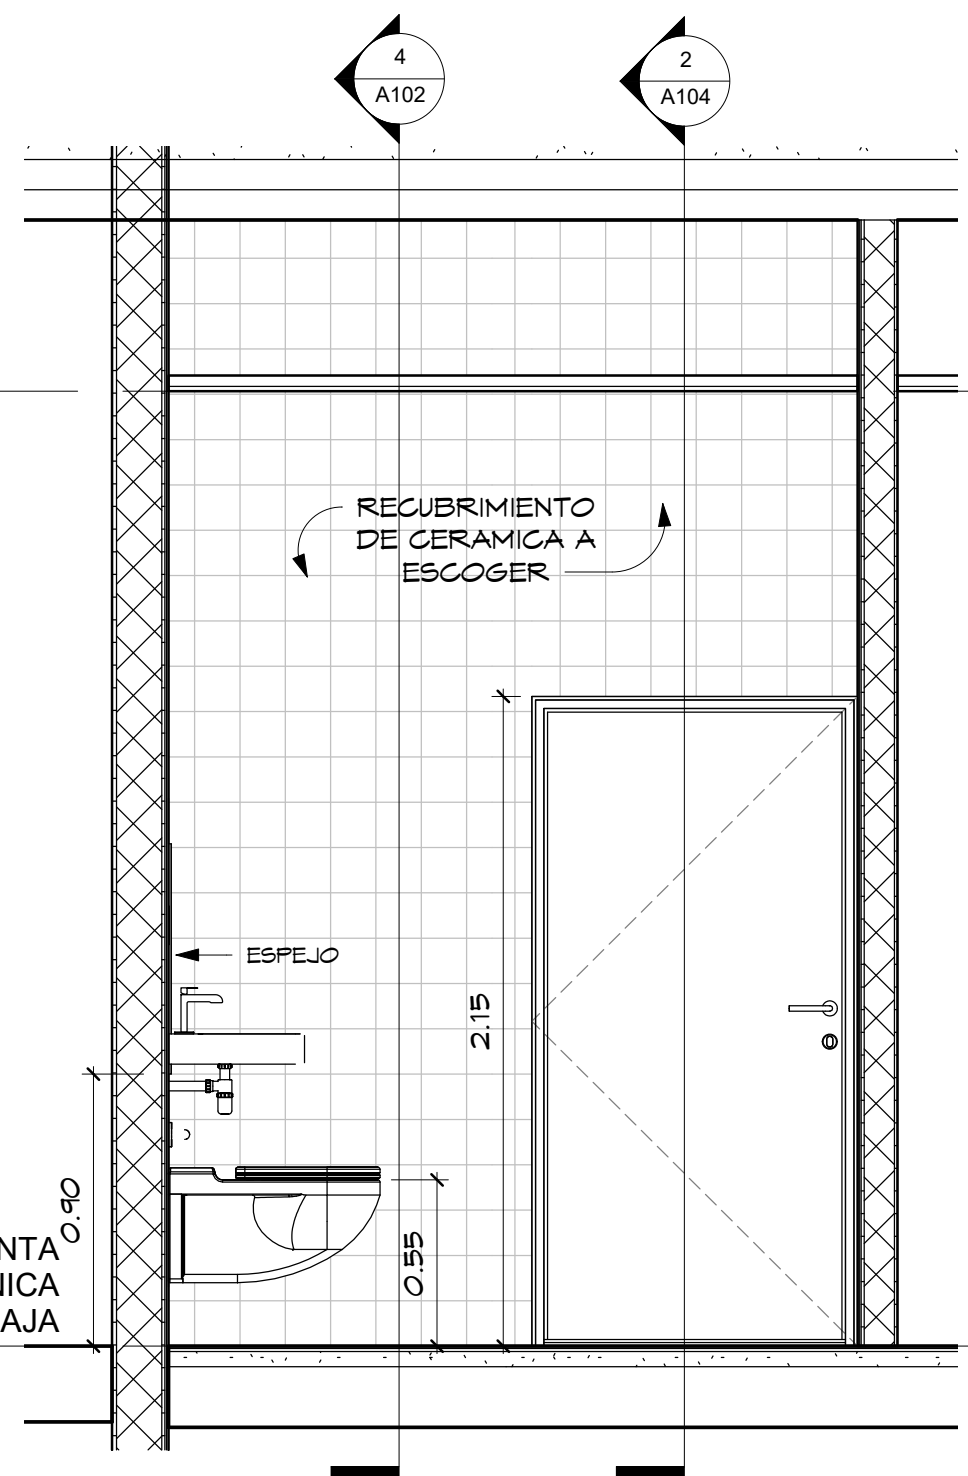 4
A102
2
A104
RECUBRIMIENTO
DE CERAMICA A
ESCOGER
ESPEJO
2.15
0.90
0.55
NTA
NICA
AJA